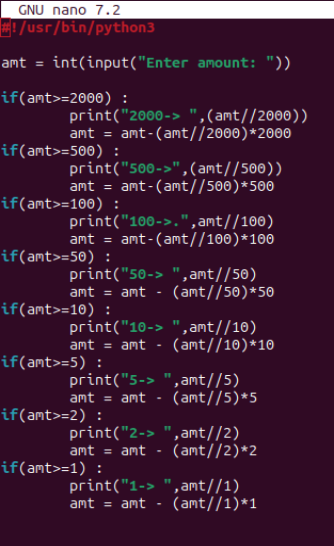 GNU nano 7.2
#!/usr/bin/python3
amt = int(input("Enter amount: "))
if(amt>=2000) :
print("2000-> ",(amt//2000))
amt = amt-(amt//2000)*2000
if(amt>=500) :
print("500->",(amt//500))
amt = amt-(amt//500)*500
if(amt>=100) :
print("100->.",amt//100)
amt = amt-(amt//100)*100
if(amt>=50) :
print("50-> ",amt//50)
amt = amt - (amt//50)*50
if(amt>=10) :
print("10-> ",amt//10)
amt = amt - (amt//10)*10
if(amt>=5) :
print("5-> ",amt//5)
amt = amt - (amt//5)*5
if(amt>=2) :
print("2-> ",amt//2)
amt = amt - (amt//2)*2
if(amt>=1) :
print("1-> ",amt//1)
amt = amt - (amt//1)*1